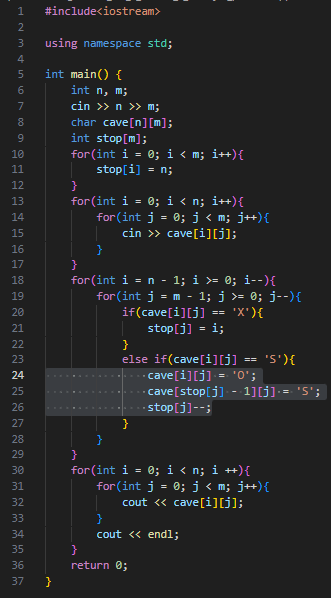 1 #include<iostream>
2
3 using namespace std;
4
5 int main() {
6 int n, m;
7 cin >> n >> m;
8 char cave[n][m];
9 int stop[m];
10 for(int i = 0; i < m; i++){
11 stop[i] = n;
12 }
13 for(int i = 0; i < n; i++){
14 for(int j = 0; j < m; j++){
15 cin >> cave[i][j];
16 }
17 }
18 for(int i = n - 1; i >= 0; i--){
19 for(int j = m - 1; j >= 0; j--){
20 if(cave[i][j] == 'X'){
21 stop[j] = i;
22 }
23 else if(cave[i][j] == 'S'){
24 cave[i][j] = 'O';
25 cave[stop[j] - 1][j] = 'S';
26 stop[j]--;
27 }
28 }
29 }
30 for(int i = 0; i < n; i ++){
31 for(int j = 0; j < m; j++){
32 cout << cave[i][j];
33 }
34 cout << endl;
35 }
36 return 0;
37 }